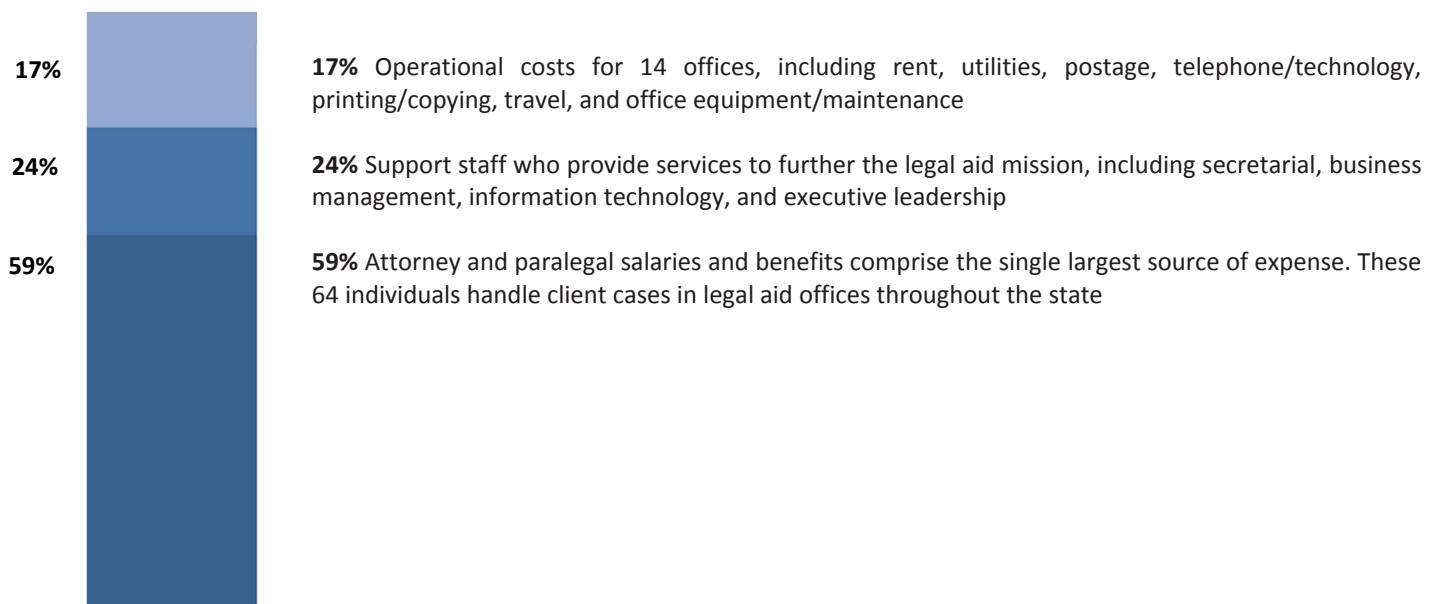 17%
17% Operational costs for 14 offices, including rent, utilities, postage, telephone/technology,
printing/copying, travel, and office equipment/maintenance
24%
24% Support staff who provide services to further the legal aid mission, including secretarial, business
management, information technology, and executive leadership
59%
59% Attorney and paralegal salaries and benefits comprise the single largest source of expense. These
64 individuals handle client cases in legal aid offices throughout the state